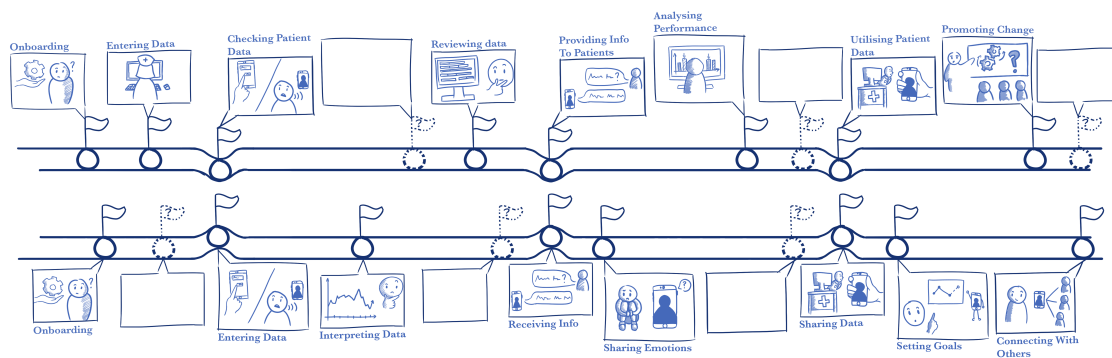 Onboarding
Entering Data
Checking Patient
Data
Reviewing data
Providing Info
To Patients
Analysing
Performance
Utilising Patient
Data
Promoting Change
?
?
?
?
?
?
?
?
?
Onboarding
Entering Data
Interpreting Data
Receiving Info
Sharing Emotions
Sharing Data
Setting Goals
Connecting With
Others